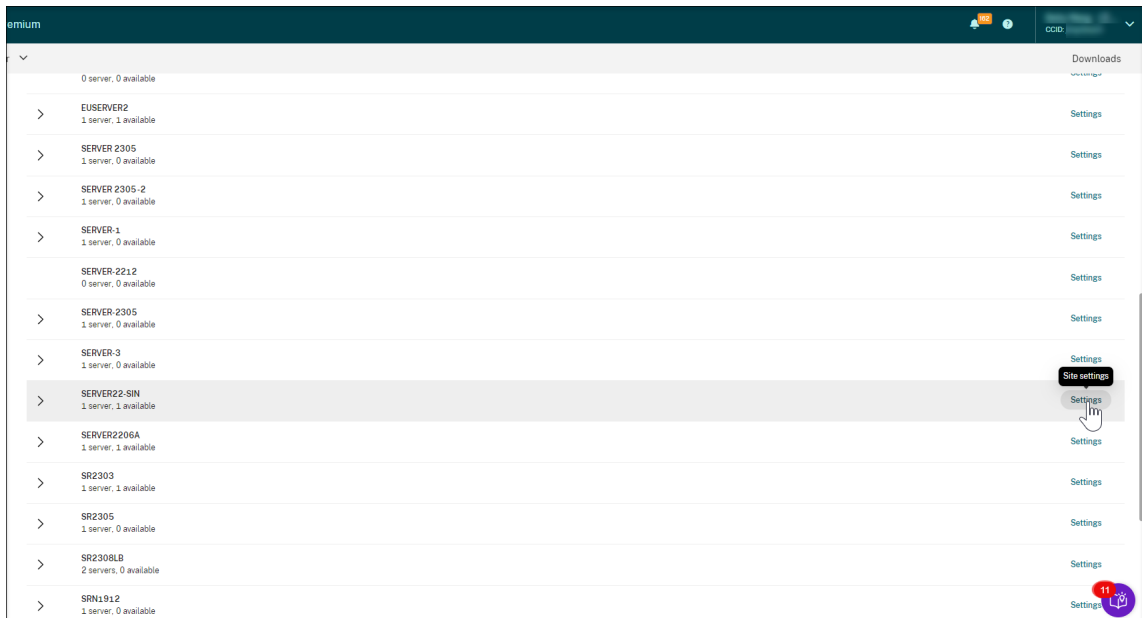 emium
162
?
CCID:
r
Downloads
0 server, 0 available
Settings
EUSERVER2
1 server, 1 available
Settings
SERVER 2305
1 server, 0 available
Settings
SERVER 2305-2
1 server, 0 available
Settings
SERVER-1
1 server, 0 available
Settings
SERVER-2212
0 server, 0 available
Settings
SERVER-2305
1 server, 0 available
Settings
SERVER-3
1 server, 0 available
Settings
Site settings
SERVER22-SIN
1 server, 1 available
Settings
SERVER2206A
1 server, 1 available
Settings
SR2303
1 server, 1 available
Settings
SR2305
1 server, 0 available
Settings
SR2308LB
2 servers, 0 available
Settings
11
SRN1912
1 server, 0 available
Settings